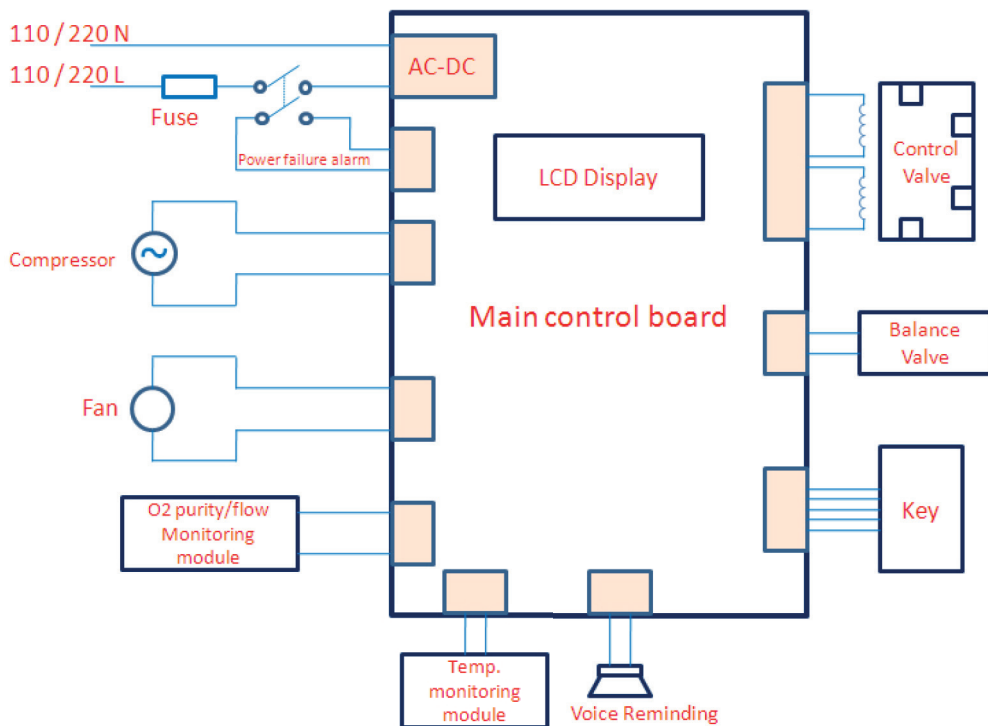 110 / 220 N
110 / 220 L
Fuse
AC-DC
Power failure alarm
LCD Display
Control
Valve
Compressor
Main control board
Balance
Valve
Fan
O2 purity/flow
Monitoring
module
Key
Temp.
monitoring
module
Voice Reminding